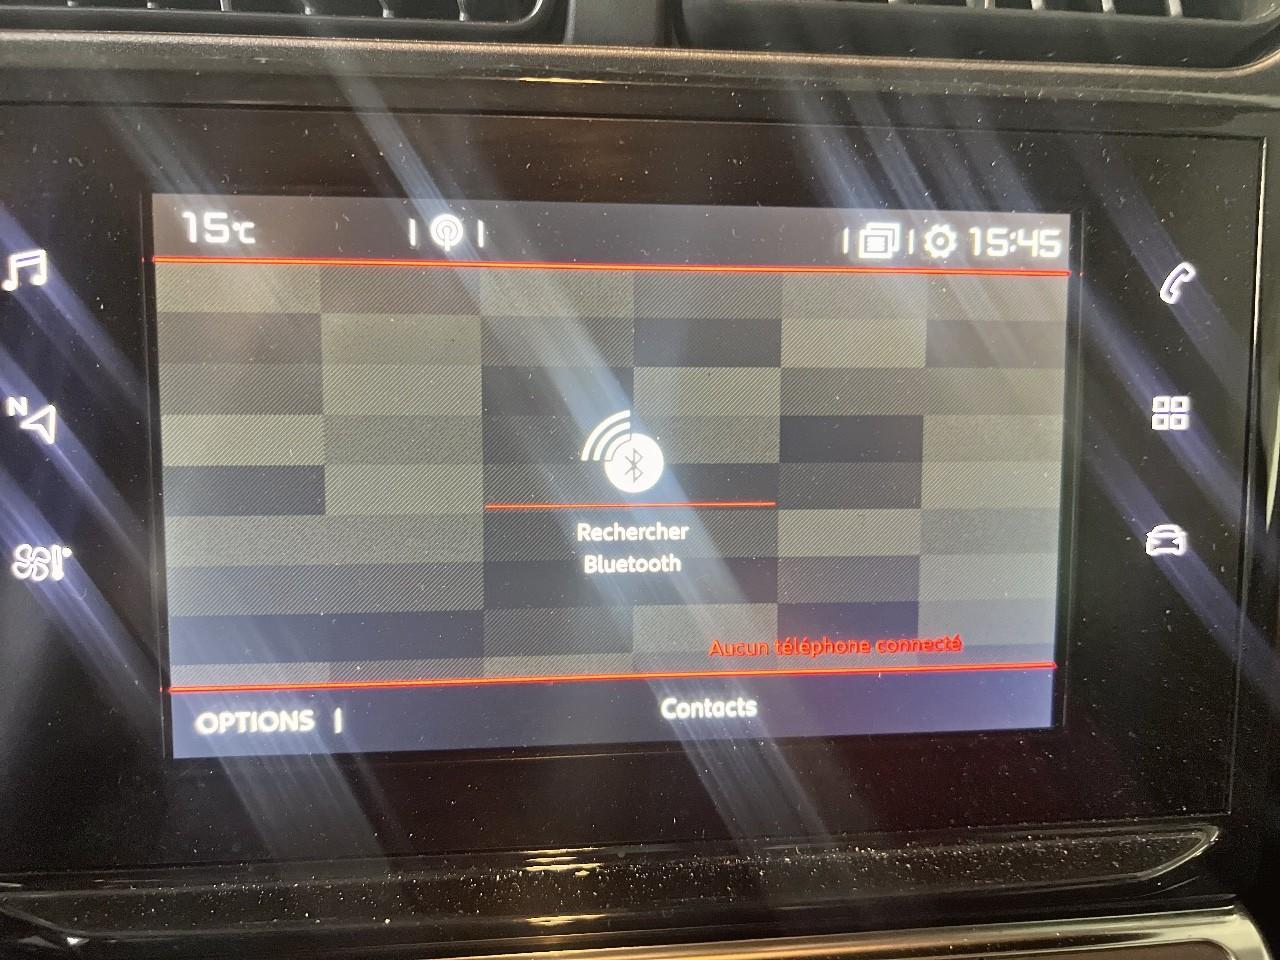 15°C
15:45
N
Rechercher
Bluetooth
Aucun téléphone connecté
OPTIONS
Contacts